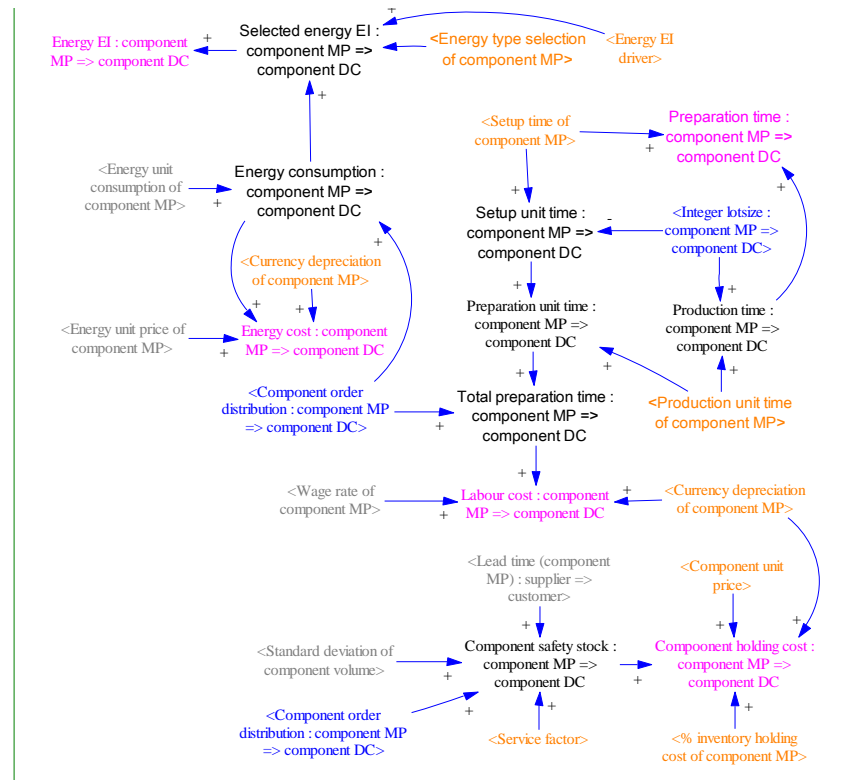 Energy EI : component
MP => component DC
Selected energy EI :
component MP =>
component DC
<Energy type selection
of component MP>
<Energy EI
driver>
<Setup time of
component MP>
Preparation time :
component MP =>
component DC
<Energy unit
consumption of
component MP>
Energy consumption :
component MP =>
component DC
Setup unit time :
component MP =>
component DC
<Integer lotsize :
component MP =>
component DC>
<Currency depreciation
of component MP>
Preparation unit time :
component MP =>
component DC
Production time :
component MP =>
component DC
<Energy unit price of
component MP>
Energy cost : component
MP => component DC
<Component order
distribution : component MP
=> component DC>
Total preparation time :
component MP =>
component DC
<Production unit time
of component MP>
<Wage rate of
component MP>
Labour cost : component
MP => component DC
<Currency depreciation
of component MP>
<Lead time (component
MP) : supplier =>
customer>
<Component unit
price>
<Standard deviation of
component volume>
Component safety stock :
component MP =>
component DC
Compoonent holding cost :
component MP =>
component DC
<Component order
distribution : component MP
=> component DC>
<Service factor>
<% inventory holding
cost of component MP>